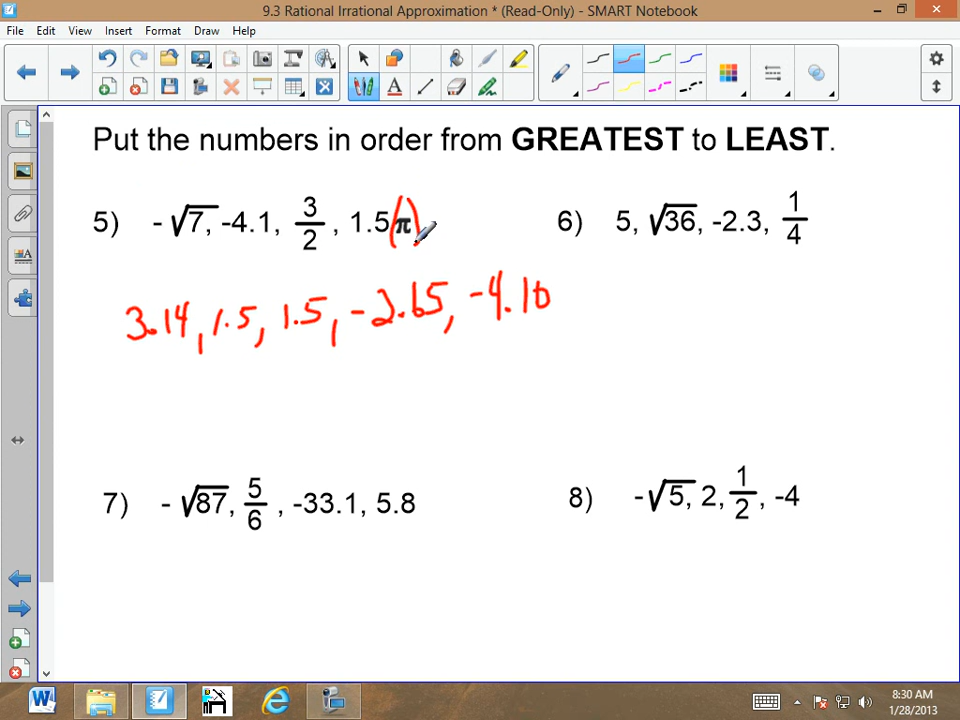 9.3 Rational Irrational Approximation * (Read-Only) - SMART Notebook
File Edit View Insert Format Draw Help
Put the numbers in order from GREATEST to LEAST.
5) - √7, -4.1, 3/2 , 1.5(π)
6) 5, √36, -2.3, 1/4
3.14, 1.5, 1.5, -2.65, -4.10
7) - √87, 5/6 , -33.1, 5.8
8) -√5, 2, 1/2 , -4
8:30 AM
1/28/2013